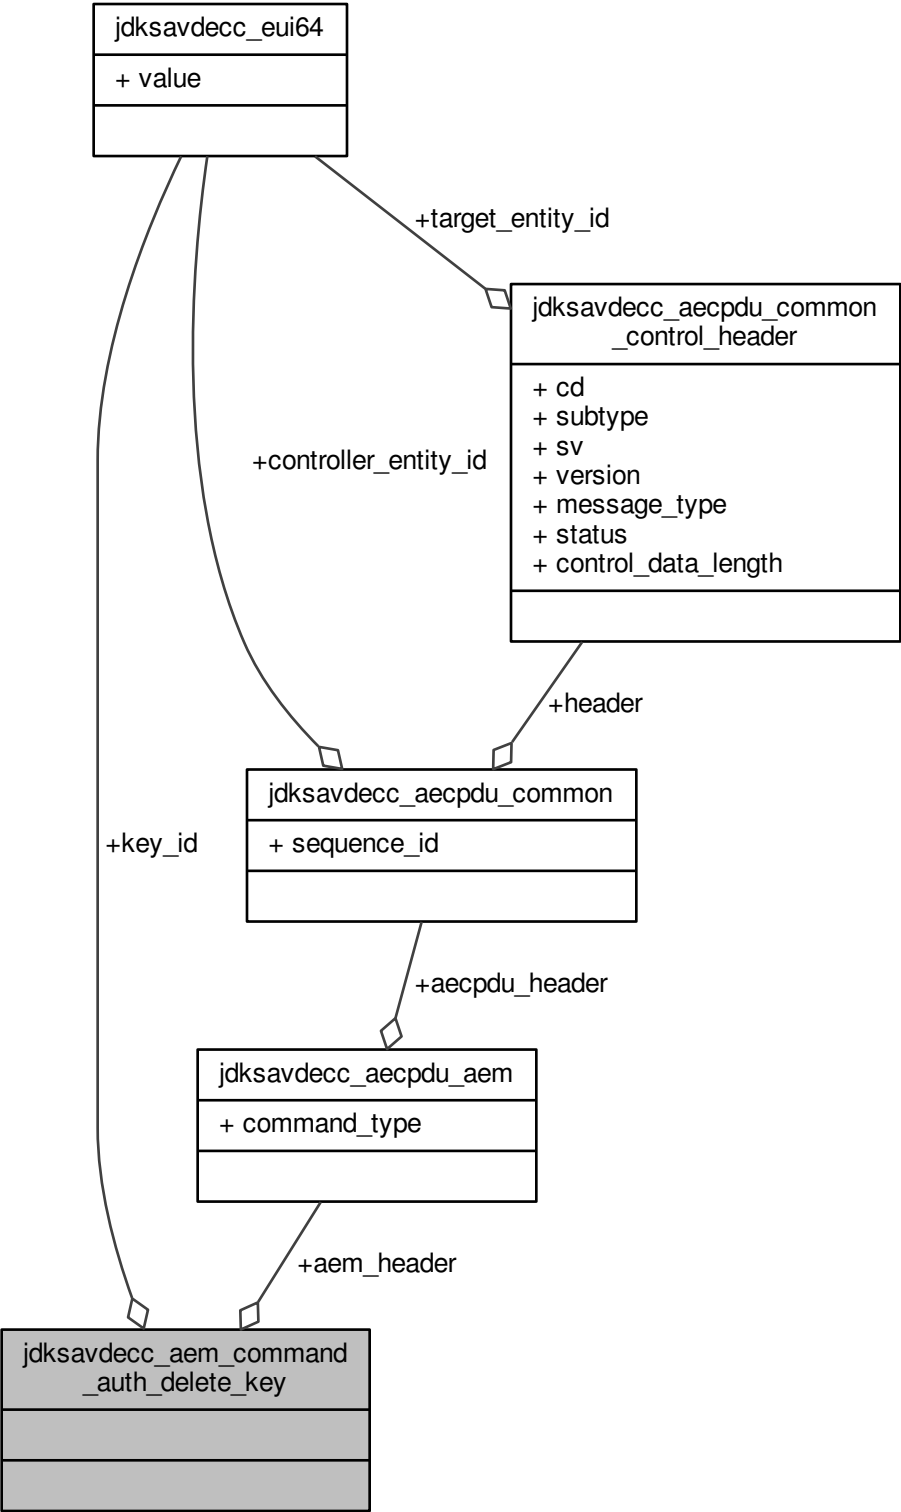 jdksavdecc_eui64
+ value
+target_entity_id
jdksavdecc_aecpdu_common
_control_header
+ cd
+ subtype
+ sv
+ version
+ message_type
+ status
+ control_data_length
+controller_entity_id
+header
jdksavdecc_aecpdu_common
+ sequence_id
+key_id
+aecpdu_header
jdksavdecc_aecpdu_aem
+ command_type
+aem_header
jdksavdecc_aem_command
_auth_delete_key